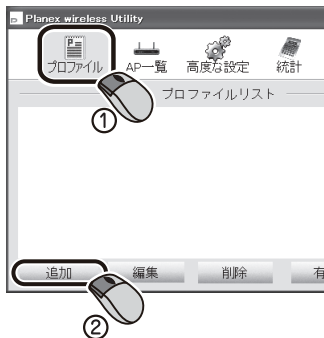 Planex wireless Utility
プロファイル AP一覧 高度な設定 統計
①
プロファイルリスト
追加 編集 削除
②